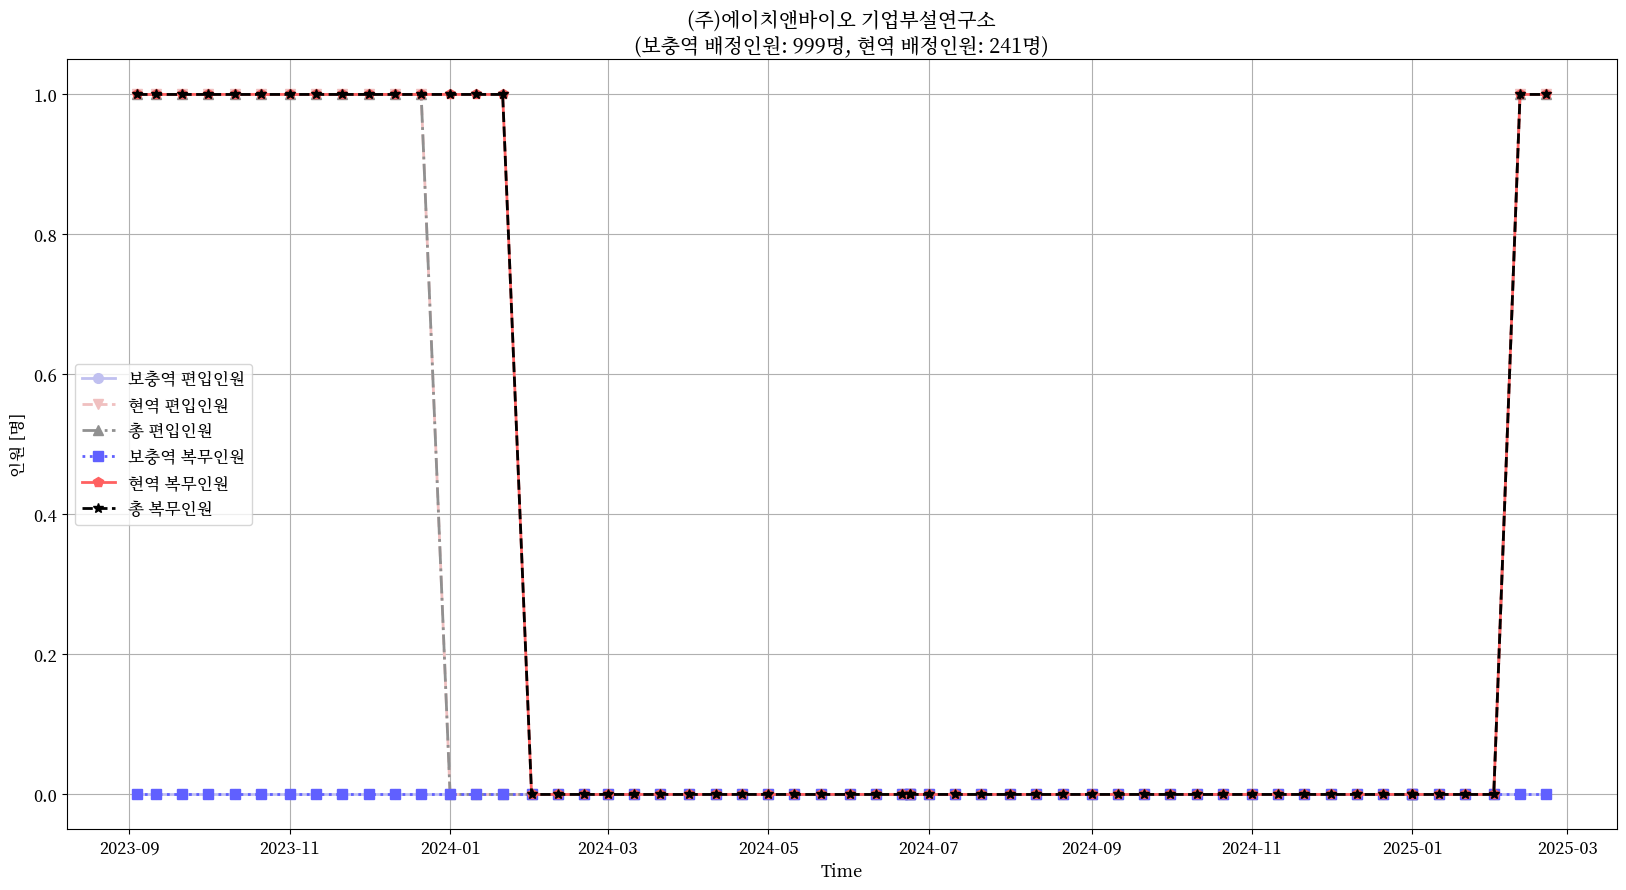 (주)에이치앤바이오 기업부설연구소
(보충역 배정인원: 999명, 현역 배정인원: 241명)
1.0
0.8
0.6
0.4
0.2
0.0
인원 [명]
보충역 편입인원
현역 편입인원
총 편입인원
보충역 복무인원
현역 복무인원
총 복무인원
2023-09
2023-11
2024-01
2024-03
2024-05
2024-07
2024-09
2024-11
2025-01
2025-03
Time